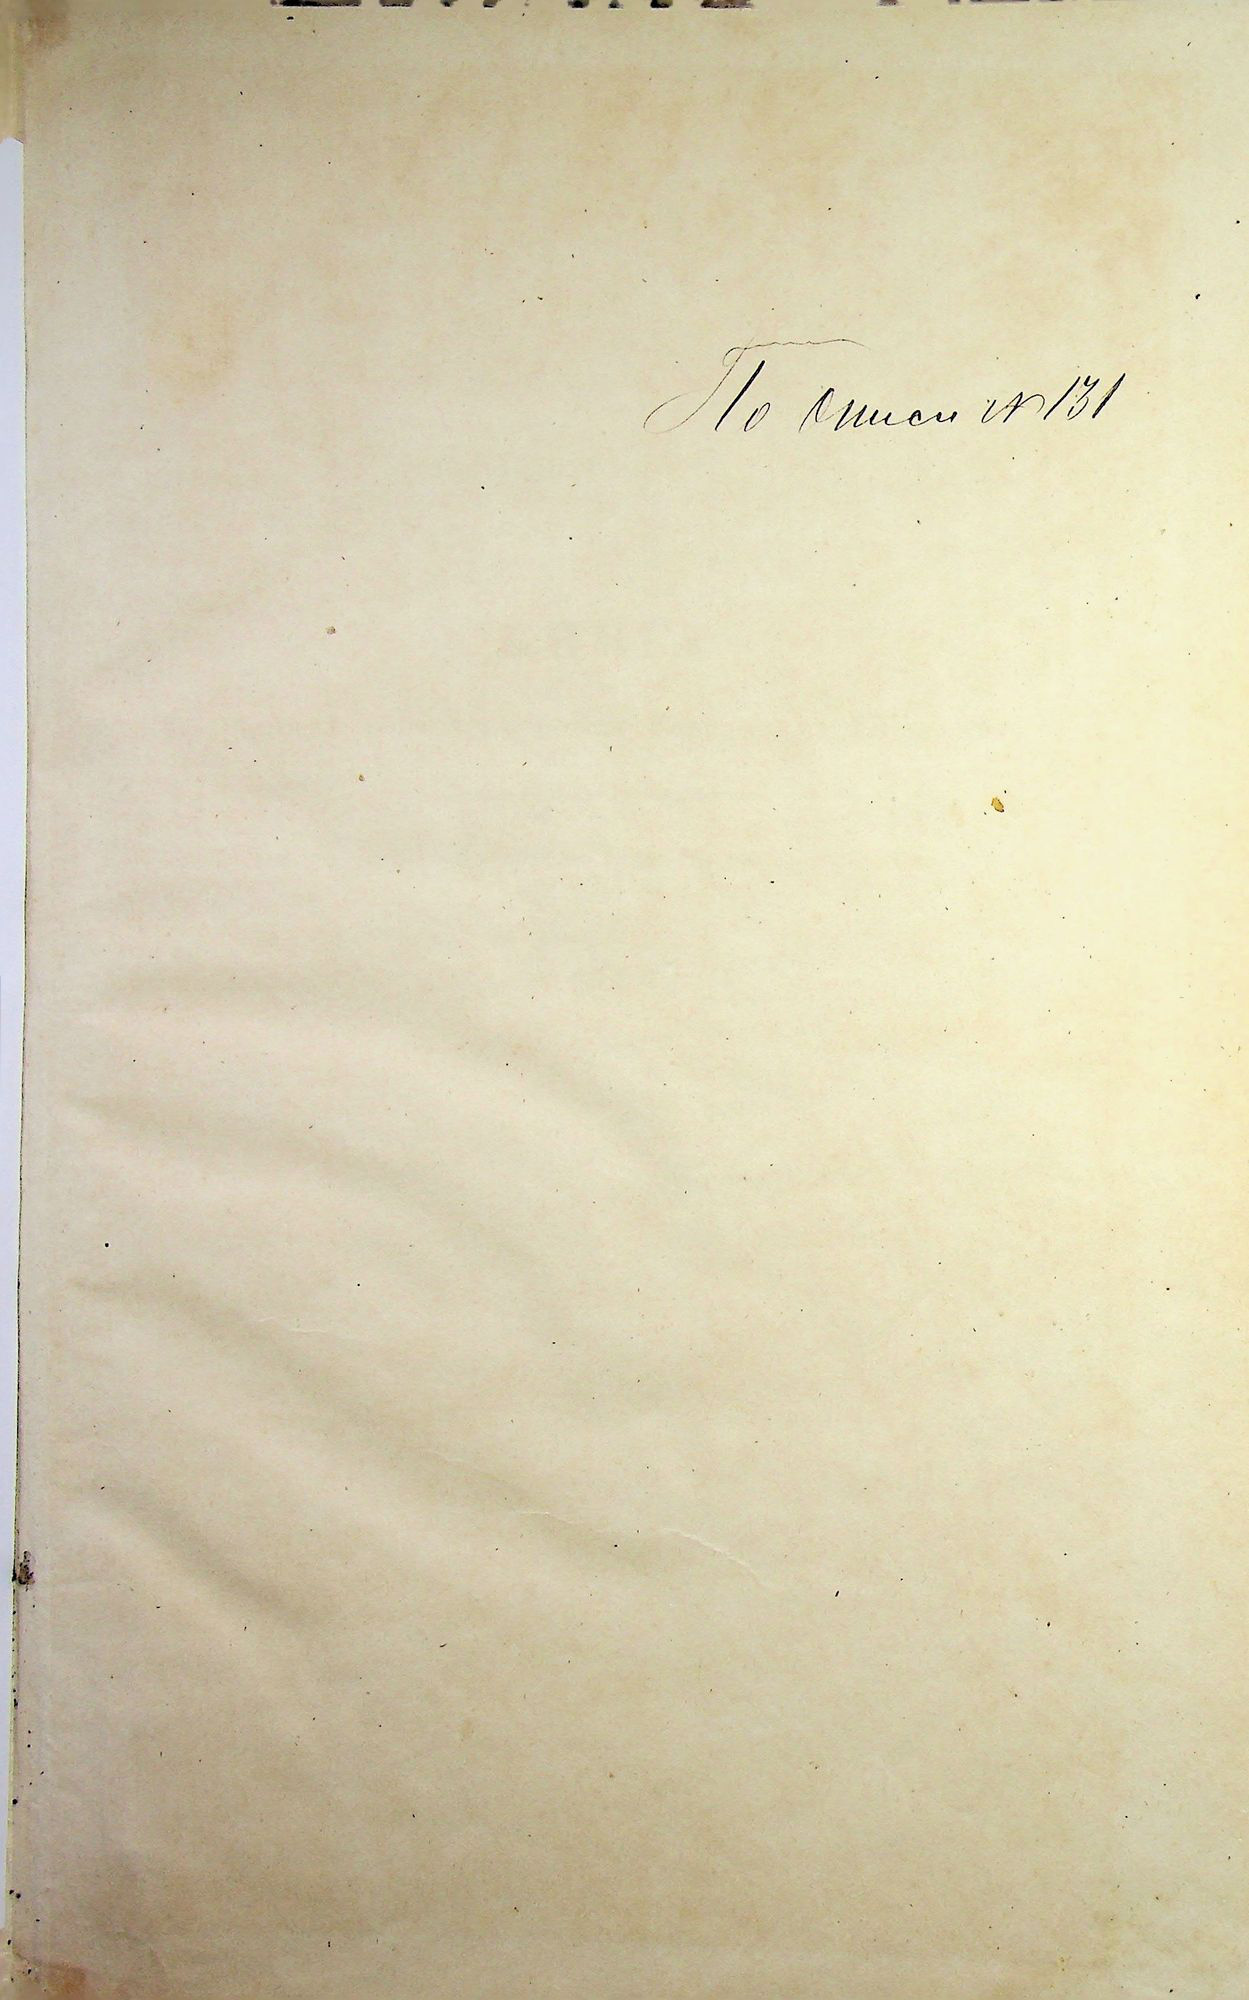 По описи № 131